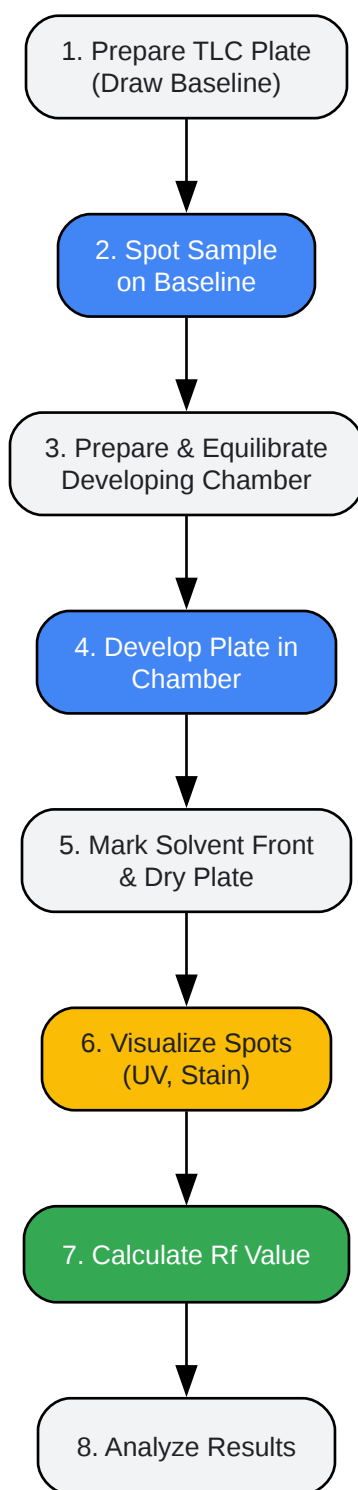 1. Prepare TLC Plate
(Draw Baseline)
2. Spot Sample
on Baseline
3. Prepare & Equilibrate
Developing Chamber
4. Develop Plate in
Chamber
5. Mark Solvent Front
& Dry Plate
6. Visualize Spots
(UV, Stain)
7. Calculate Rf Value
8. Analyze Results